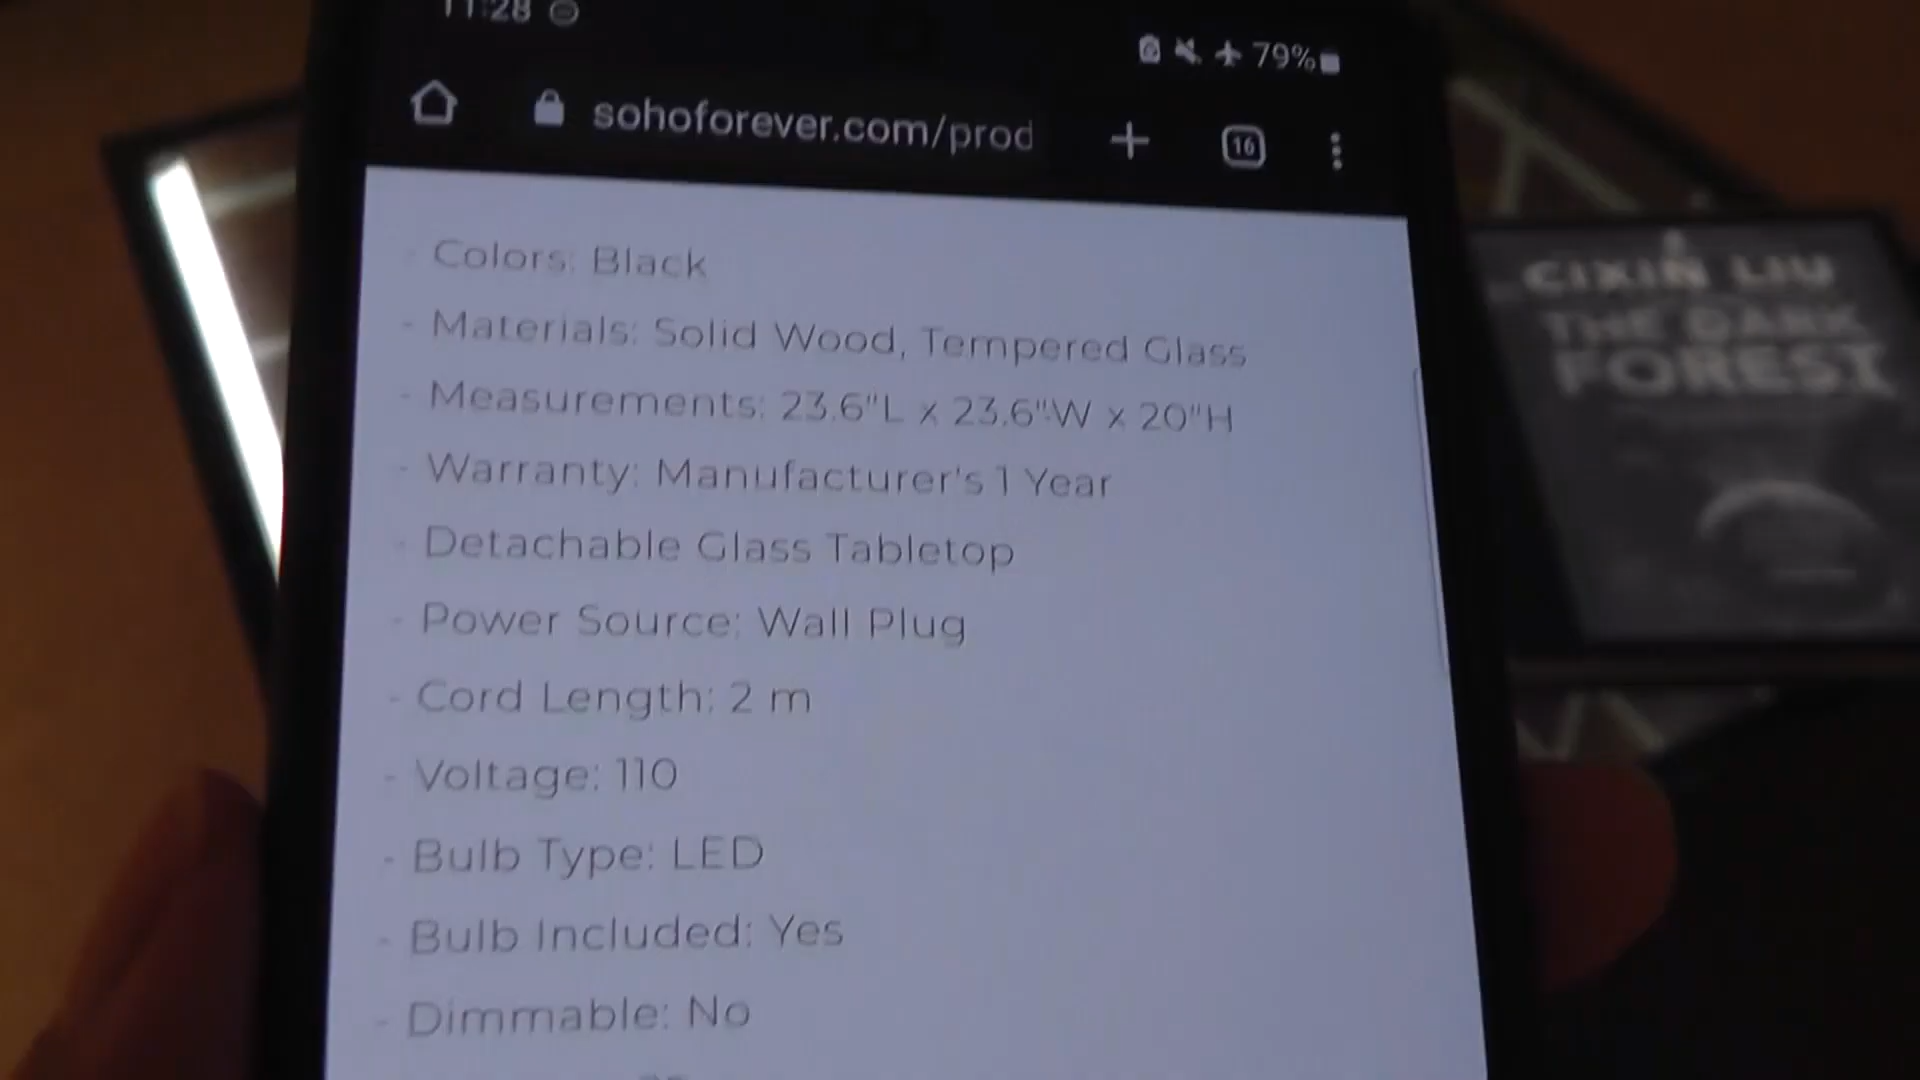 11:28
79%
sohoforever.com/prod
16
- Colors: Black
- Materials: Solid Wood, Tempered Glass
- Measurements: 23.6"L x 23.6"W x 20"H
- Warranty: Manufacturer's 1 Year
- Detachable Glass Tabletop
- Power Source: Wall Plug
- Cord Length: 2 m
- Voltage: 110
- Bulb Type: LED
- Bulb Included: Yes
- Dimmable: No
CIXIN LIU
THE DARK
FOREST